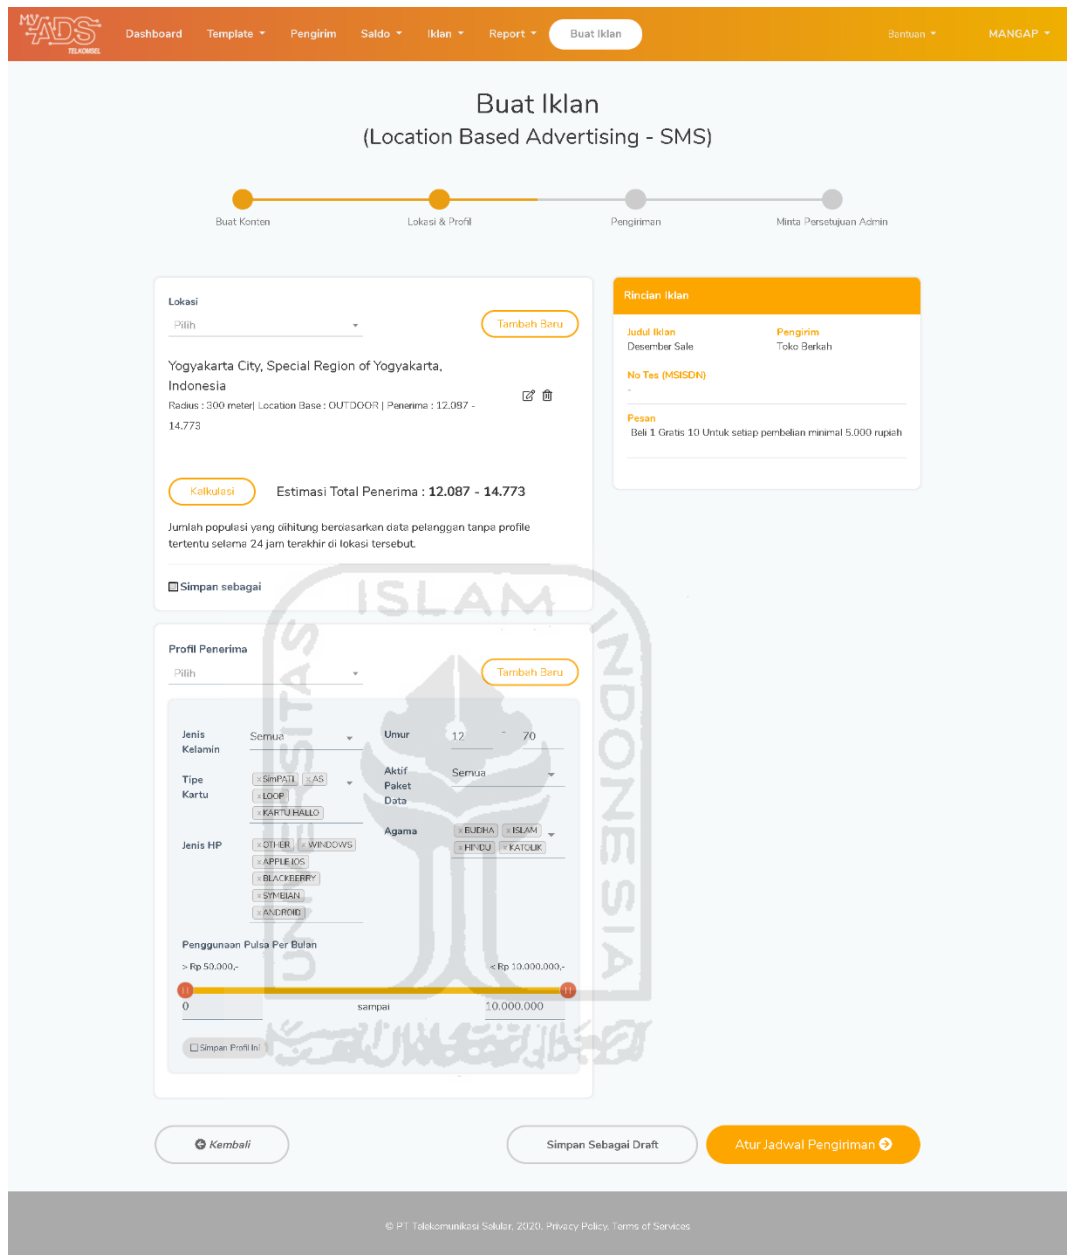 MY ADS TELKOMSEL
Dashboard Template Pengirim Saldo Iklan Report Buat Iklan Bantuan MANGAP
Buat Iklan
(Location Based Advertising - SMS)
Buat Konten Lokasi & Profil Pengiriman Minta Persetujuan Admin
Lokasi
Pilih
Tambah Baru
Yogyakarta City, Special Region of Yogyakarta,
Indonesia
Radius : 300 meter| Location Base : OUTDOOR | Penerima : 12.087 -
14.773
Kalkulasi Estimasi Total Penerima : 12.087 - 14.773
Jumlah populasi yang dihitung berdasarkan data pelanggan tanpa profile
tertentu selama 24 jam terakhir di lokasi tersebut.
Simpan sebagai
Rincian Iklan
Judul Iklan Pengirim
Desember Sale Toko Berkah
No Tes (MSISDN)
-
Pesan
Beli 1 Gratis 10 Untuk setiap pembelian minimal 5.000 rupiah
Profil Penerima
Pilih
Tambah Baru
Jenis
Kelamin
Semua
Umur 12 - 70
Tipe
Kartu
× SimPATI × AS
× LOOP
× KARTU HALLO
Aktif
Paket
Data
Semua
Agama
× BUDHA × ISLAM
× HINDU × KATOLIK
Jenis HP
× OTHER × WINDOWS
× APPLE IOS
× BLACKBERRY
× SYMBIAN
× ANDROID
Penggunaan Pulsa Per Bulan
> Rp 50.000,- < Rp 10.000.000,-
0 sampai 10.000.000
Simpan Profil Ini
Kembali
Simpan Sebagai Draft
Atur Jadwal Pengiriman
© PT Telekomunikasi Selular, 2020, Privacy Policy, Terms of Services
UNIVERSITAS ISLAM INDONESIA